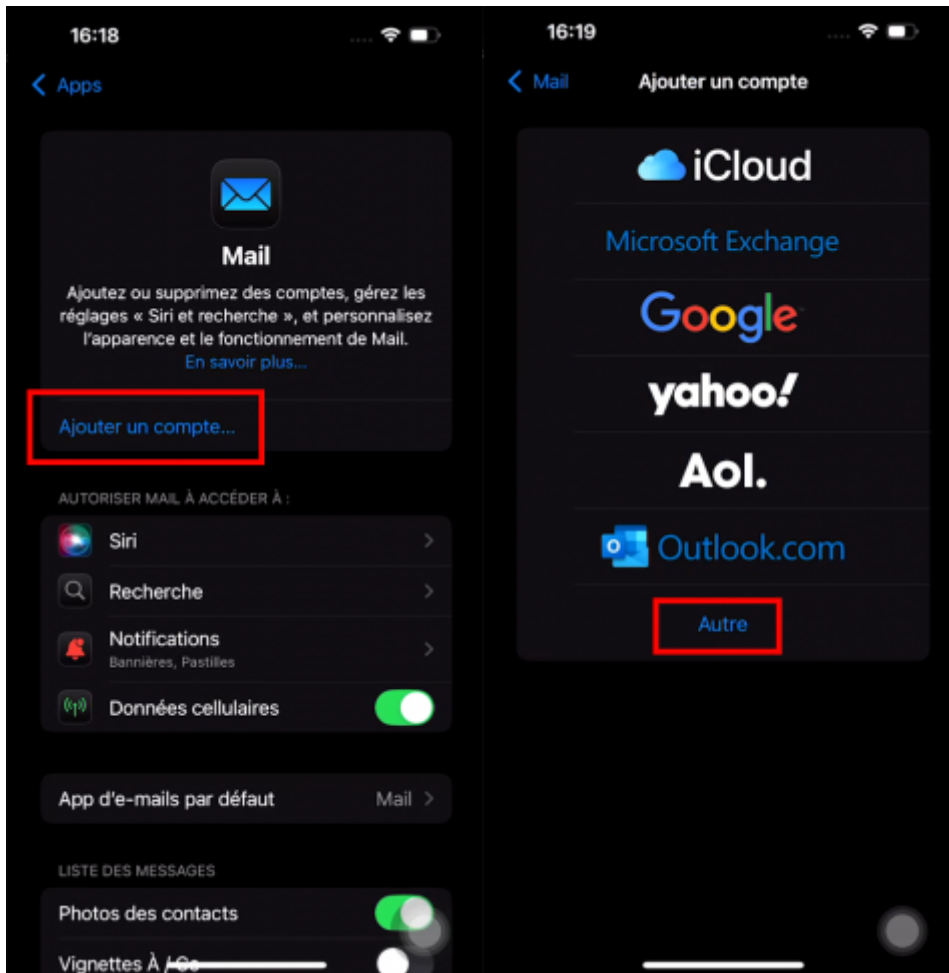 16:18
Apps
Mail
Ajoutez ou supprimez des comptes, gérez les
réglages « Siri et recherche », et personnalisez
l'apparence et le fonctionnement de Mail.
En savoir plus...
Ajouter un compte...
AUTORISER MAIL À ACCÉDER À :
Siri
Recherche
Notifications
Bannières, Pastilles
Données cellulaires
App d'e-mails par défaut Mail
LISTE DES MESSAGES
Photos des contacts
Vignettes À / Cc
16:19
Mail Ajouter un compte
iCloud
Microsoft Exchange
Google
yahoo!
Aol.
Outlook.com
Autre